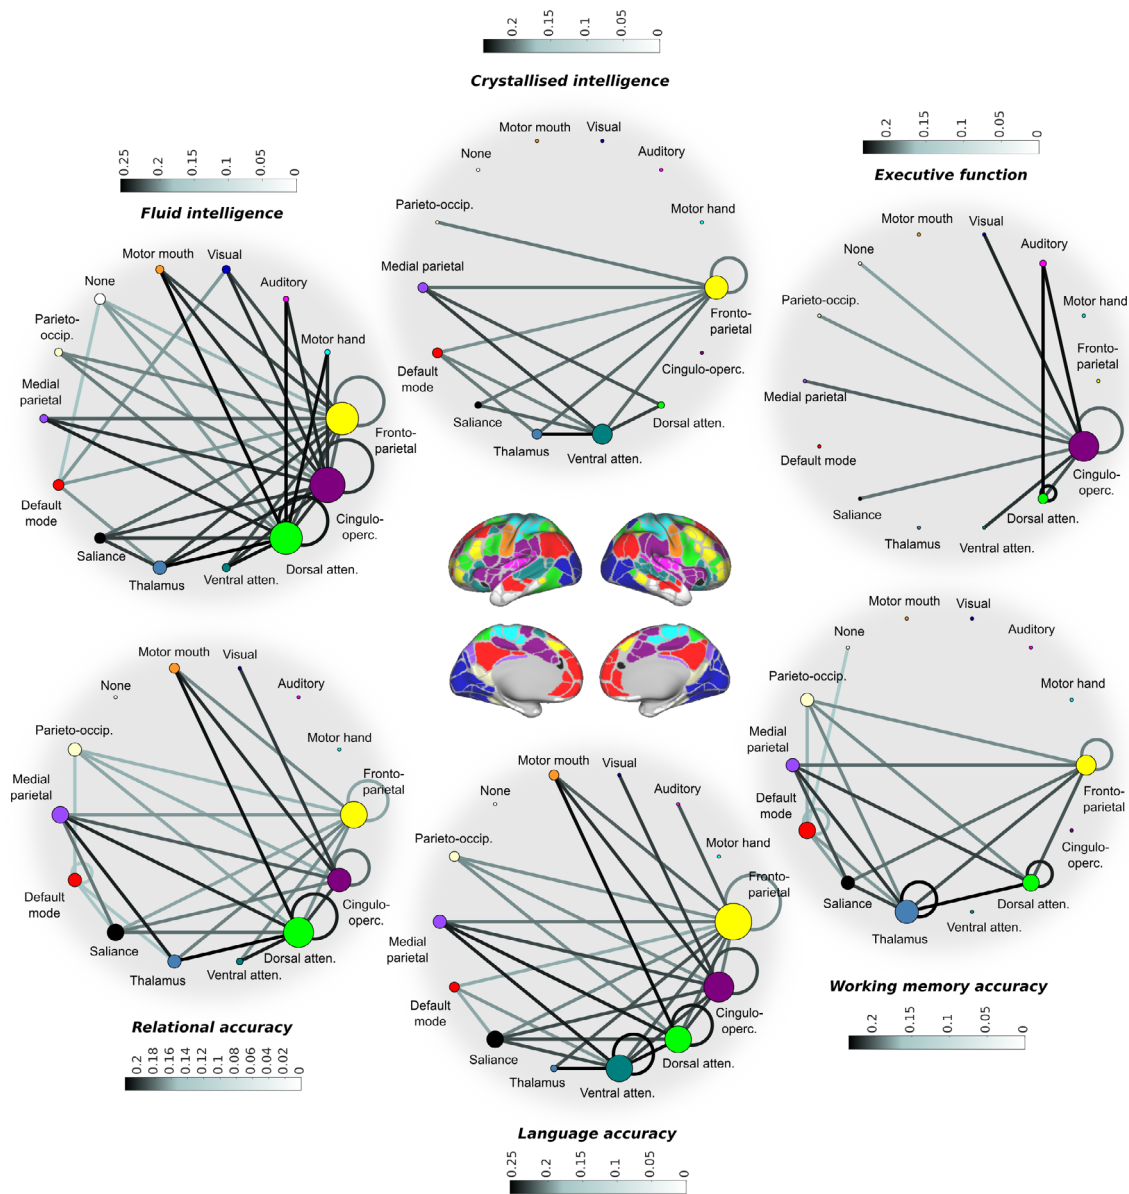 0.2
0.15
0.1
0.05
0
Crystallised intelligence
Motor mouth
Visual
None
Auditory
Parieto-occip.
Motor hand
Medial parietal
Fronto-
parietal
Default
mode
Cingulo-operc.
Saliance
Dorsal atten.
Thalamus
Ventral atten.
0.25
0.2
0.15
0.1
0.05
0
Fluid intelligence
Motor mouth
Visual
None
Auditory
Parieto-
occip.
Motor hand
Medial
parietal
Fronto-
parietal
Default
mode
Cingulo-
operc.
Saliance
Dorsal atten.
Thalamus
Ventral atten.
0.2
0.15
0.1
0.05
0
Executive function
Motor mouth
Visual
None
Auditory
Parieto-occip.
Motor hand
Fronto-
parietal
Medial parietal
Default mode
Cingulo-
operc.
Saliance
Dorsal atten.
Thalamus
Ventral atten.
Motor mouth
Visual
None
Auditory
Parieto-occip.
Motor hand
Medial
parietal
Fronto-
parietal
Default
mode
Cingulo-
operc.
Saliance
Dorsal atten.
Thalamus
Ventral atten.
Relational accuracy
0.2
0.18
0.16
0.14
0.12
0.1
0.08
0.06
0.04
0.02
0
Motor mouth
Visual
None
Auditory
Parieto-occip.
Motor hand
Fronto-
parietal
Medial
parietal
Default
mode
Cingulo-
operc.
Saliance
Dorsal atten.
Thalamus
Ventral atten.
Language accuracy
0.25
0.2
0.15
0.1
0.05
0
Motor mouth
Visual
None
Auditory
Parieto-occip.
Motor hand
Medial
parietal
Fronto-
parietal
Default
mode
Cingulo-
operc.
Saliance
Dorsal atten.
Thalamus
Ventral atten.
Working memory accuracy
0.2
0.15
0.1
0.05
0